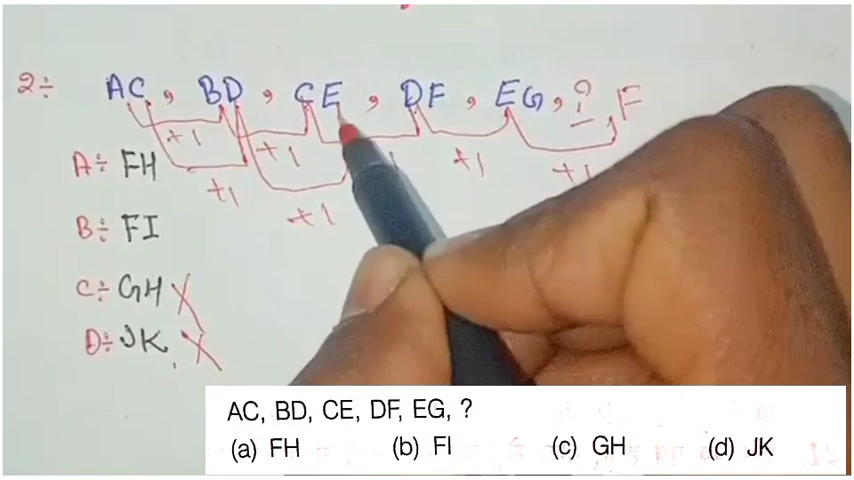 2÷ AC, BD, CE, DF, EG, ? F
+1 +1 1 +1 +1
A÷ FH
+1 +1
B÷ FI
C÷ GH X
D÷ JK, X
AC, BD, CE, DF, EG, ?
(a) FH (b) FI (c) GH (d) JK